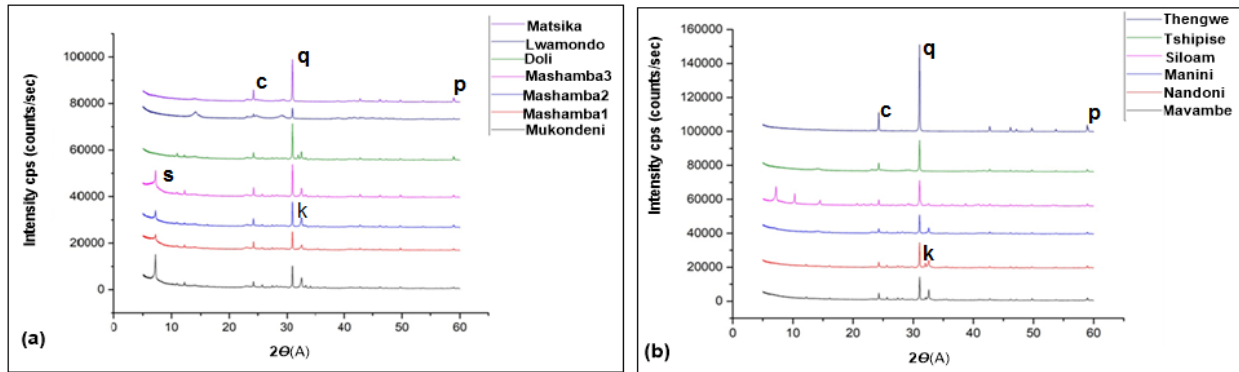 Matsika
Lwamondo
Doli
Mashamba3
Mashamba2
Mashamba1
Mukondeni
100000
80000
60000
40000
20000
0
Intensity cps (counts/sec)
q
c
p
s
k
0
10
20
30
40
50
60
2Θ(A)
(a)
Thengwe
Tshipise
Siloam
Manini
Nandoni
Mavambe
160000
140000
120000
100000
80000
60000
40000
20000
0
Intensity cps (counts/sec)
q
c
p
k
0
10
20
30
40
50
60
2Θ(A)
(b)